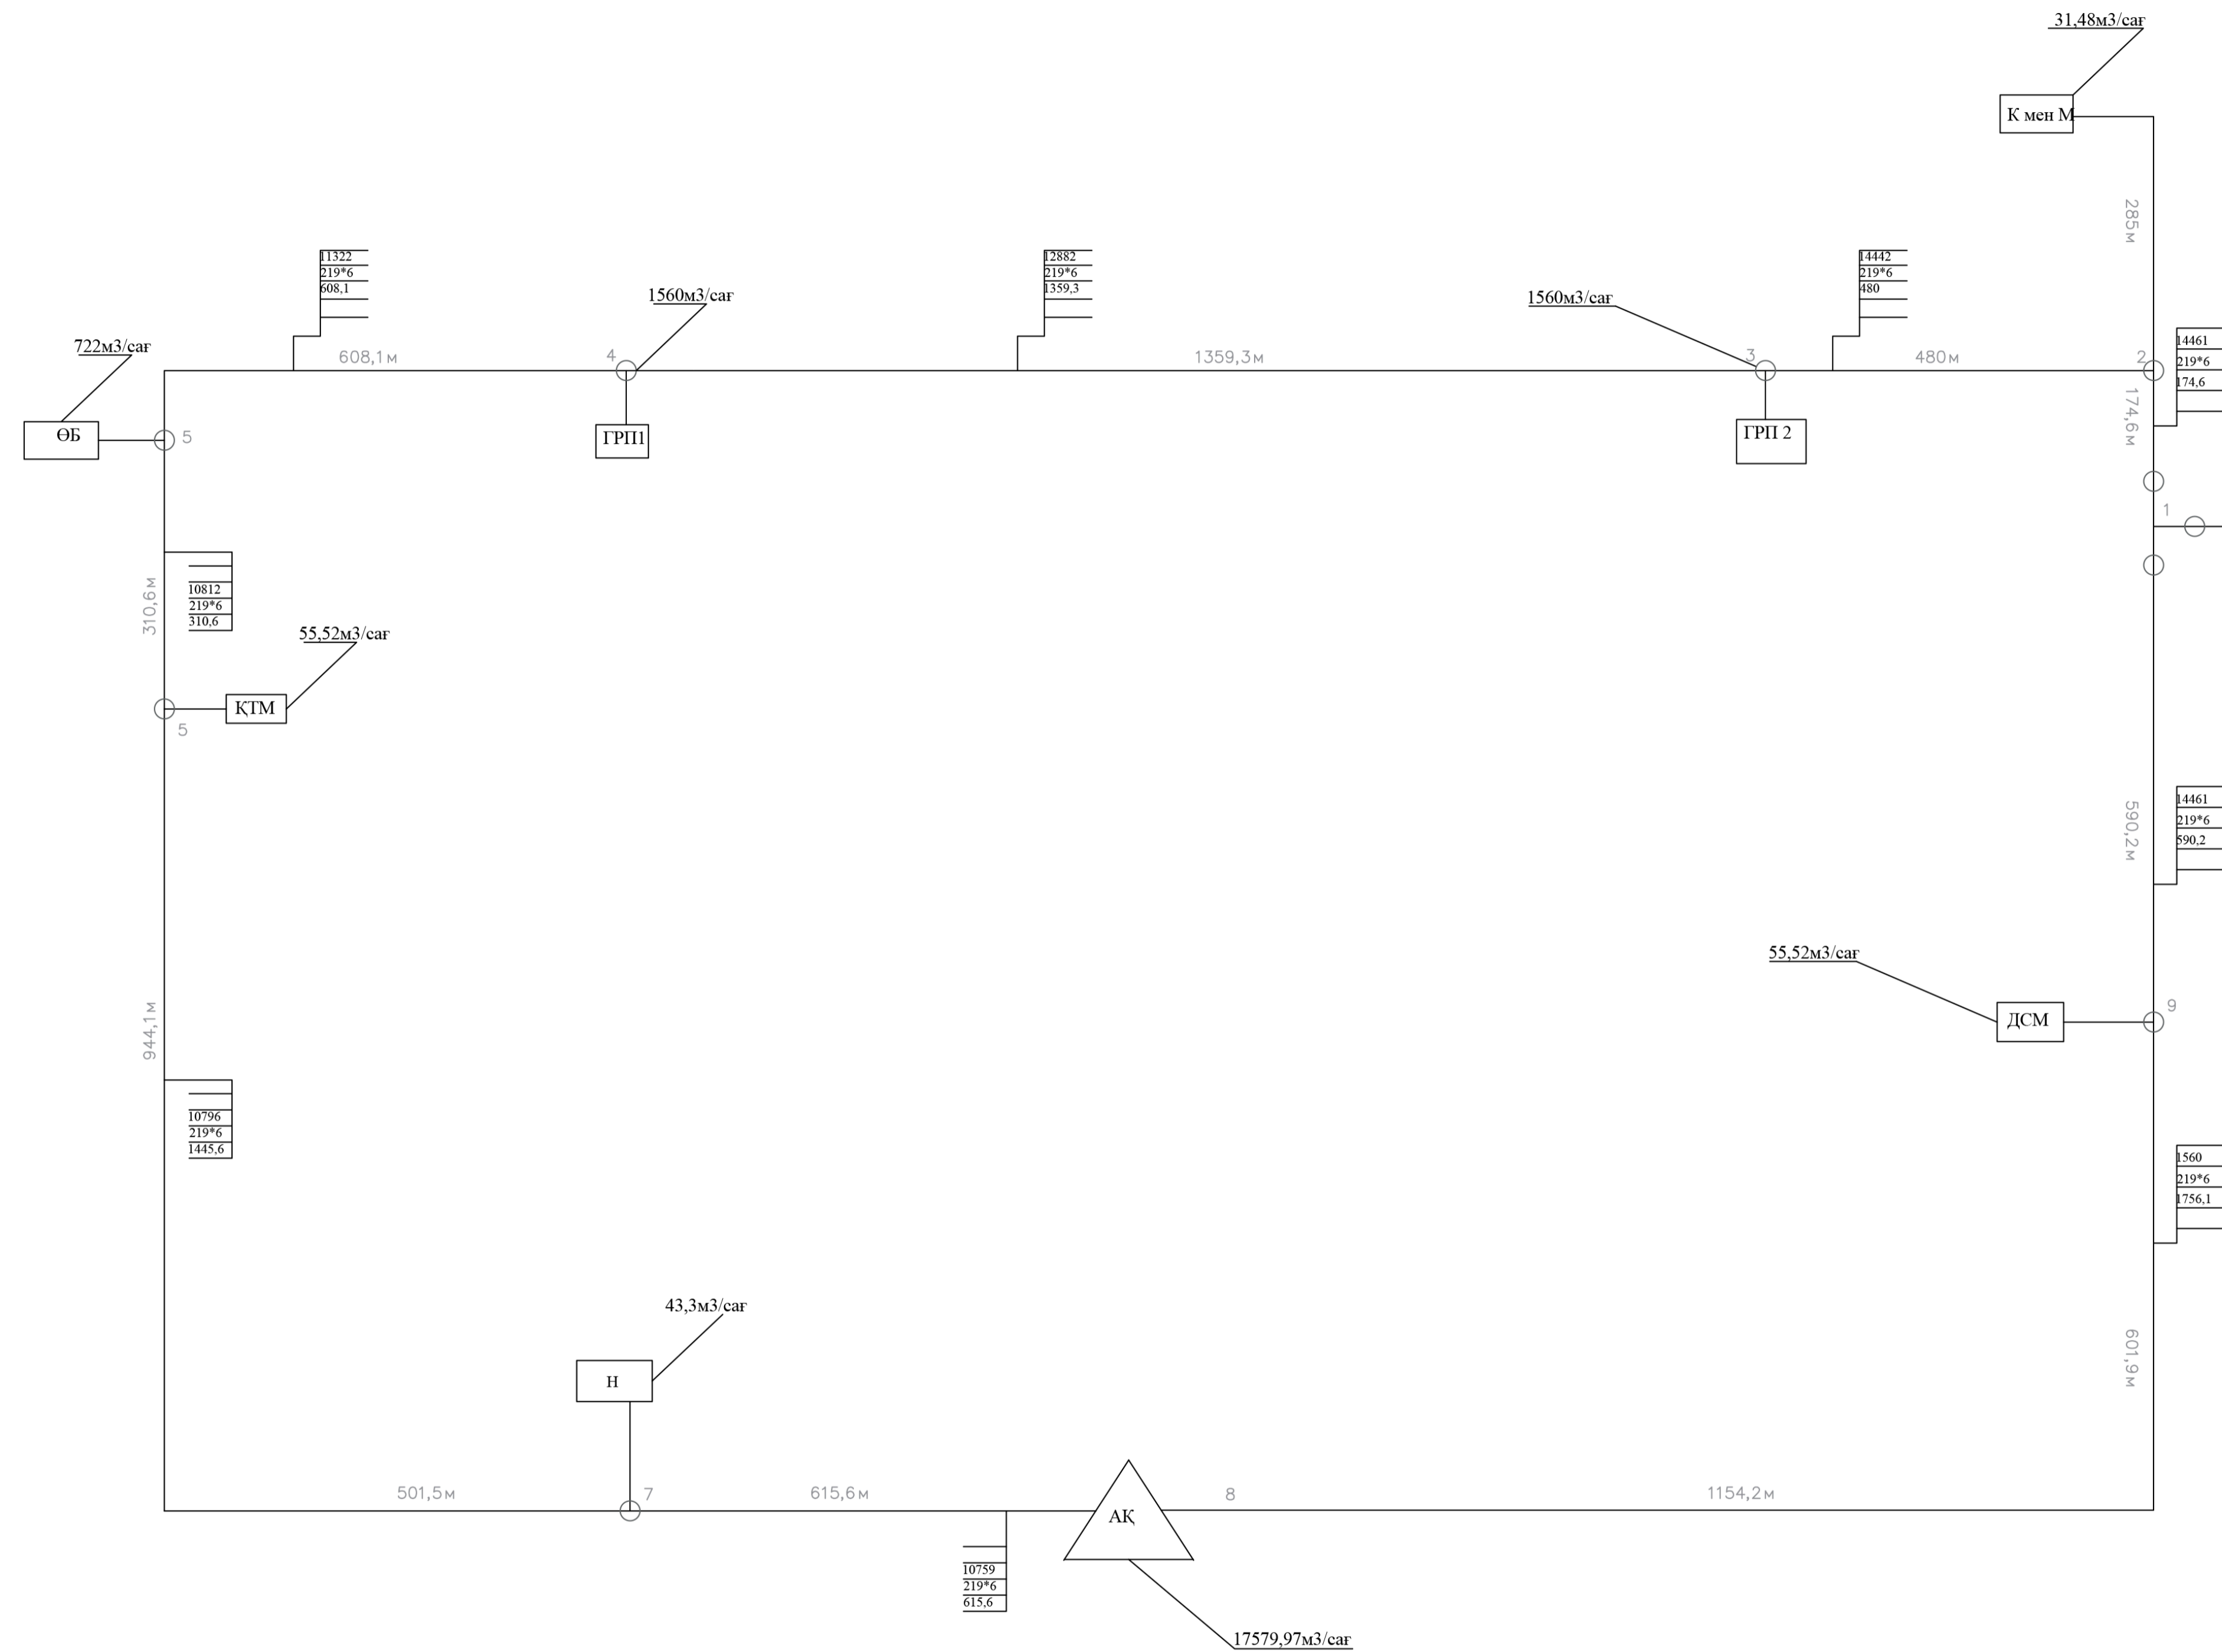 31,48м3/сағ
К мен М
285м
11322
219*6
608,1
12882
219*6
1359,3
14442
219*6
480
1560м3/сағ
1560м3/сағ
722м3/сағ
608,1м
4
1359,3м
3
480м
2
14461
219*6
174,6
174,6м
ӨБ
5
ГРП1
ГРП 2
1
310,6м
10812
219*6
310,6
55,52м3/сағ
ҚТМ
5
590,2м
14461
219*6
590,2
55,52м3/сағ
ДСМ
9
944,1м
10796
219*6
1445,6
1560
219*6
1756,1
43,3м3/сағ
Н
601,9м
501,5м
7
615,6м
8
1154,2м
АҚ
10759
219*6
615,6
17579,97м3/сағ